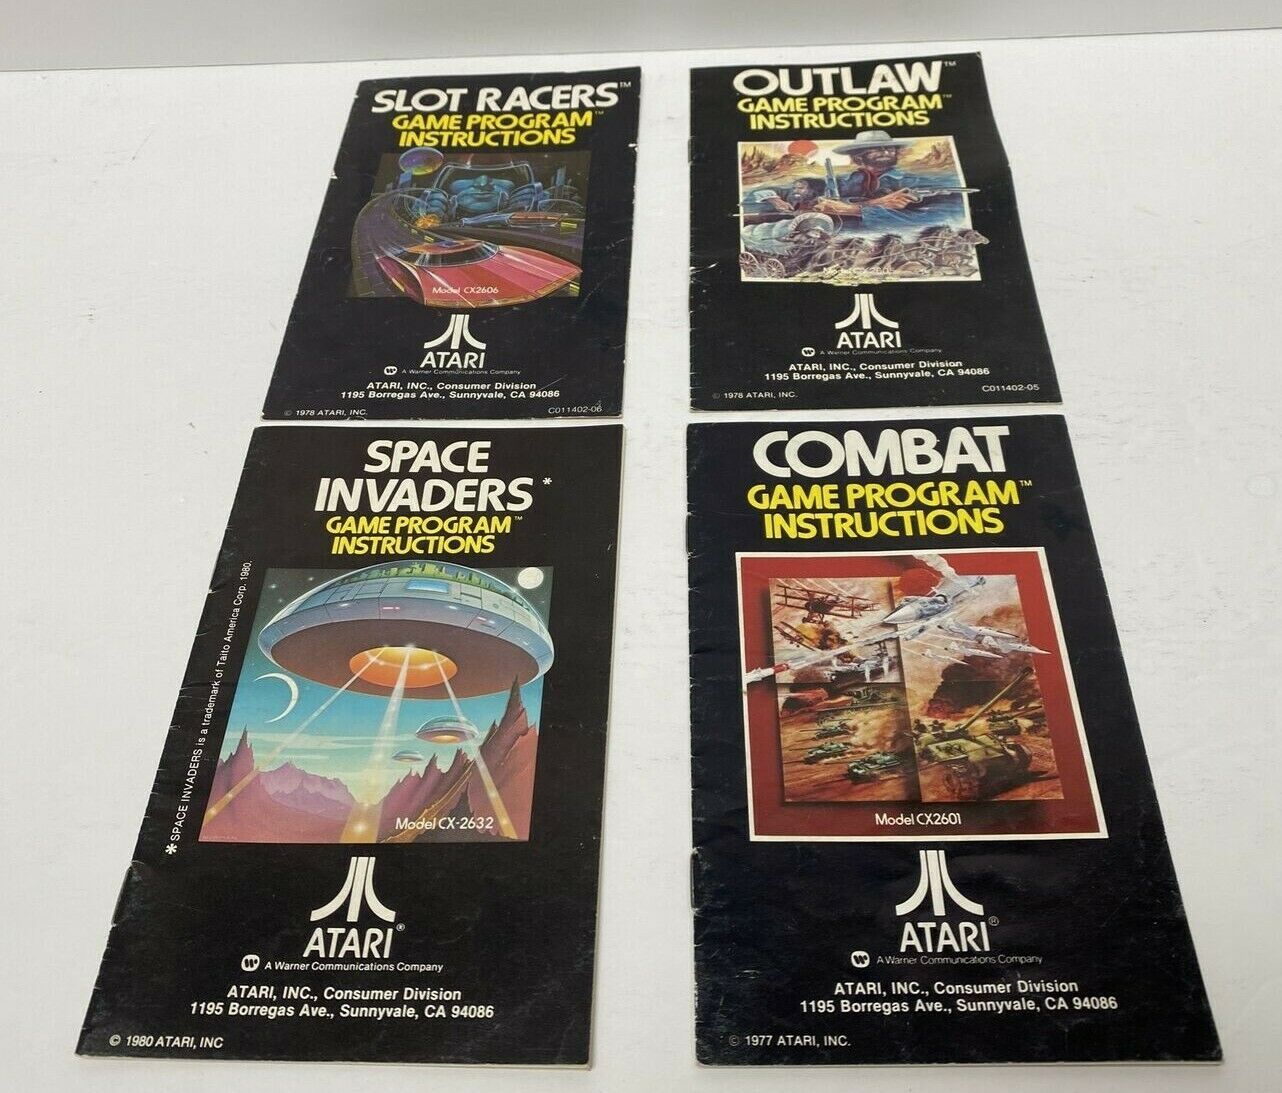 SLOT RACERS™
GAME PROGRAM™
INSTRUCTIONS
Model CX2606
ATARI
A Warner Communications Company
ATARI, INC., Consumer Division
1195 Borregas Ave., Sunnyvale, CA 94086
© 1978 ATARI, INC.
C011402-06
OUTLAW™
GAME PROGRAM™
INSTRUCTIONS
Model CX2605
ATARI
A Warner Communications Company
ATARI, INC., Consumer Division
1195 Borregas Ave., Sunnyvale, CA 94086
© 1978 ATARI, INC.
C011402-05
SPACE
INVADERS*
GAME PROGRAM™
INSTRUCTIONS
* SPACE INVADERS is a trademark of Taito America Corp. 1980.
Model CX-2632
ATARI®
A Warner Communications Company
ATARI, INC., Consumer Division
1195 Borregas Ave., Sunnyvale, CA 94086
© 1980 ATARI, INC
COMBAT
GAME PROGRAM™
INSTRUCTIONS
Model CX2601
ATARI®
A Warner Communications Company
ATARI, INC., Consumer Division
1195 Borregas Ave., Sunnyvale, CA 94086
© 1977 ATARI, INC.